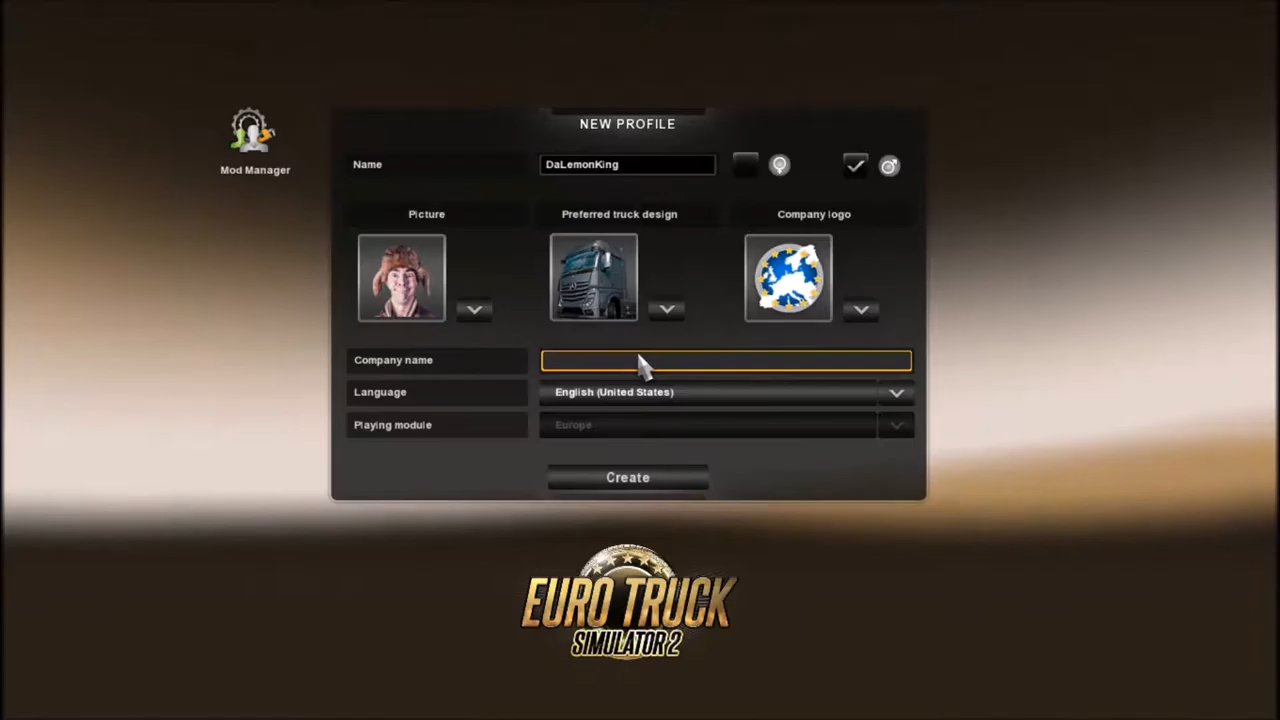 NEW PROFILE
Mod Manager
Name
DaLemonKing
Picture
Preferred truck design
Company logo
Company name
Language
English (United States)
Playing module
Europe
Create
EURO TRUCK
SIMULATOR 2